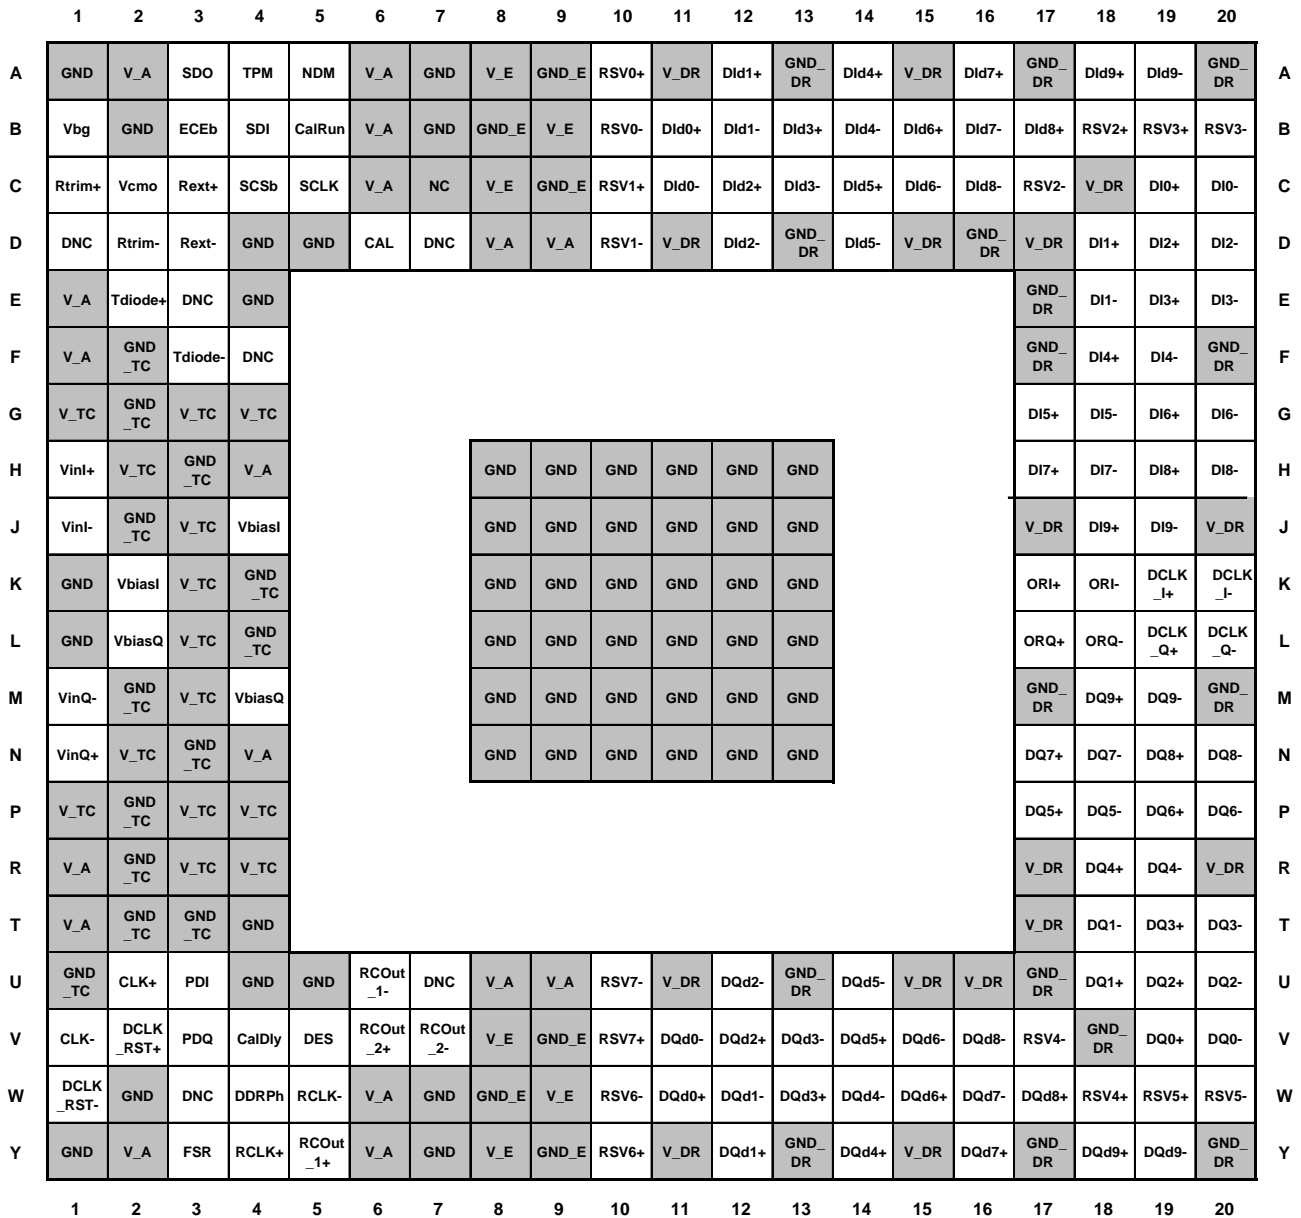 1 2 3 4 5 6 7 8 9 10 11 12 13 14 15 16 17 18 19 20
A GND V_A SDO TPM NDM V_A GND V_E GND_E RSV0+ V_DR DId1+ GND_DR DId4+ V_DR DId7+ GND_DR DId9+ DId9- GND_DR A
B Vbg GND ECEb SDI CalRun V_A GND GND_E V_E RSV0- DId0+ DId1- DId3+ DId4- DId6+ DId7- DId8+ RSV2+ RSV3+ RSV3- B
C Rtrim+ Vcmo Rext+ SCSb SCLK V_A NC V_E GND_E RSV1+ DId0- DId2+ DId3- DId5+ DId6- DId8- RSV2- V_DR DI0+ DI0- C
D DNC Rtrim- Rext- GND GND CAL DNC V_A V_A RSV1- V_DR DId2- GND_DR DId5- V_DR GND_DR V_DR DI1+ DI2+ DI2- D
E V_A Tdiode+ DNC GND GND_DR DI1- DI3+ DI3- E
F V_A GND_TC Tdiode- DNC GND_DR DI4+ DI4- GND_DR F
G V_TC GND_TC V_TC V_TC DI5+ DI5- DI6+ DI6- G
H VinI+ V_TC GND_TC V_A GND GND GND GND GND GND DI7+ DI7- DI8+ DI8- H
J VinI- GND_TC V_TC VbiasI GND GND GND GND GND GND V_DR DI9+ DI9- V_DR J
K GND VbiasI V_TC GND_TC GND GND GND GND GND GND ORI+ ORI- DCLK_I+ DCLK_I- K
L GND VbiasQ V_TC GND_TC GND GND GND GND GND GND ORQ+ ORQ- DCLK_Q+ DCLK_Q- L
M VinQ- GND_TC V_TC VbiasQ GND GND GND GND GND GND GND_DR DQ9+ DQ9- GND_DR M
N VinQ+ V_TC GND_TC V_A GND GND GND GND GND GND DQ7+ DQ7- DQ8+ DQ8- N
P V_TC GND_TC V_TC V_TC DQ5+ DQ5- DQ6+ DQ6- P
R V_A GND_TC V_TC V_TC V_DR DQ4+ DQ4- V_DR R
T V_A GND_TC GND_TC GND V_DR DQ1- DQ3+ DQ3- T
U GND_TC CLK+ PDI GND GND RCOut_1- DNC V_A V_A RSV7- V_DR DQd2- GND_DR DQd5- V_DR V_DR GND_DR DQ1+ DQ2+ DQ2- U
V CLK- DCLK_RST+ PDQ CalDly DES RCOut_2+ RCOut_2- V_E GND_E RSV7+ DQd0- DQd2+ DQd3- DQd5+ DQd6- DQd8- RSV4- GND_DR DQ0+ DQ0- V
W DCLK_RST- GND DNC DDRPh RCLK- V_A GND GND_E V_E RSV6- DQd0+ DQd1- DQd3+ DQd4- DQd6+ DQd7- DQd8+ RSV4+ RSV5+ RSV5- W
Y GND V_A FSR RCLK+ RCOut_1+ V_A GND V_E GND_E RSV6+ V_DR DQd1+ GND_DR DQd4+ V_DR DQd7+ GND_DR DQd9+ DQd9- GND_DR Y
1 2 3 4 5 6 7 8 9 10 11 12 13 14 15 16 17 18 19 20